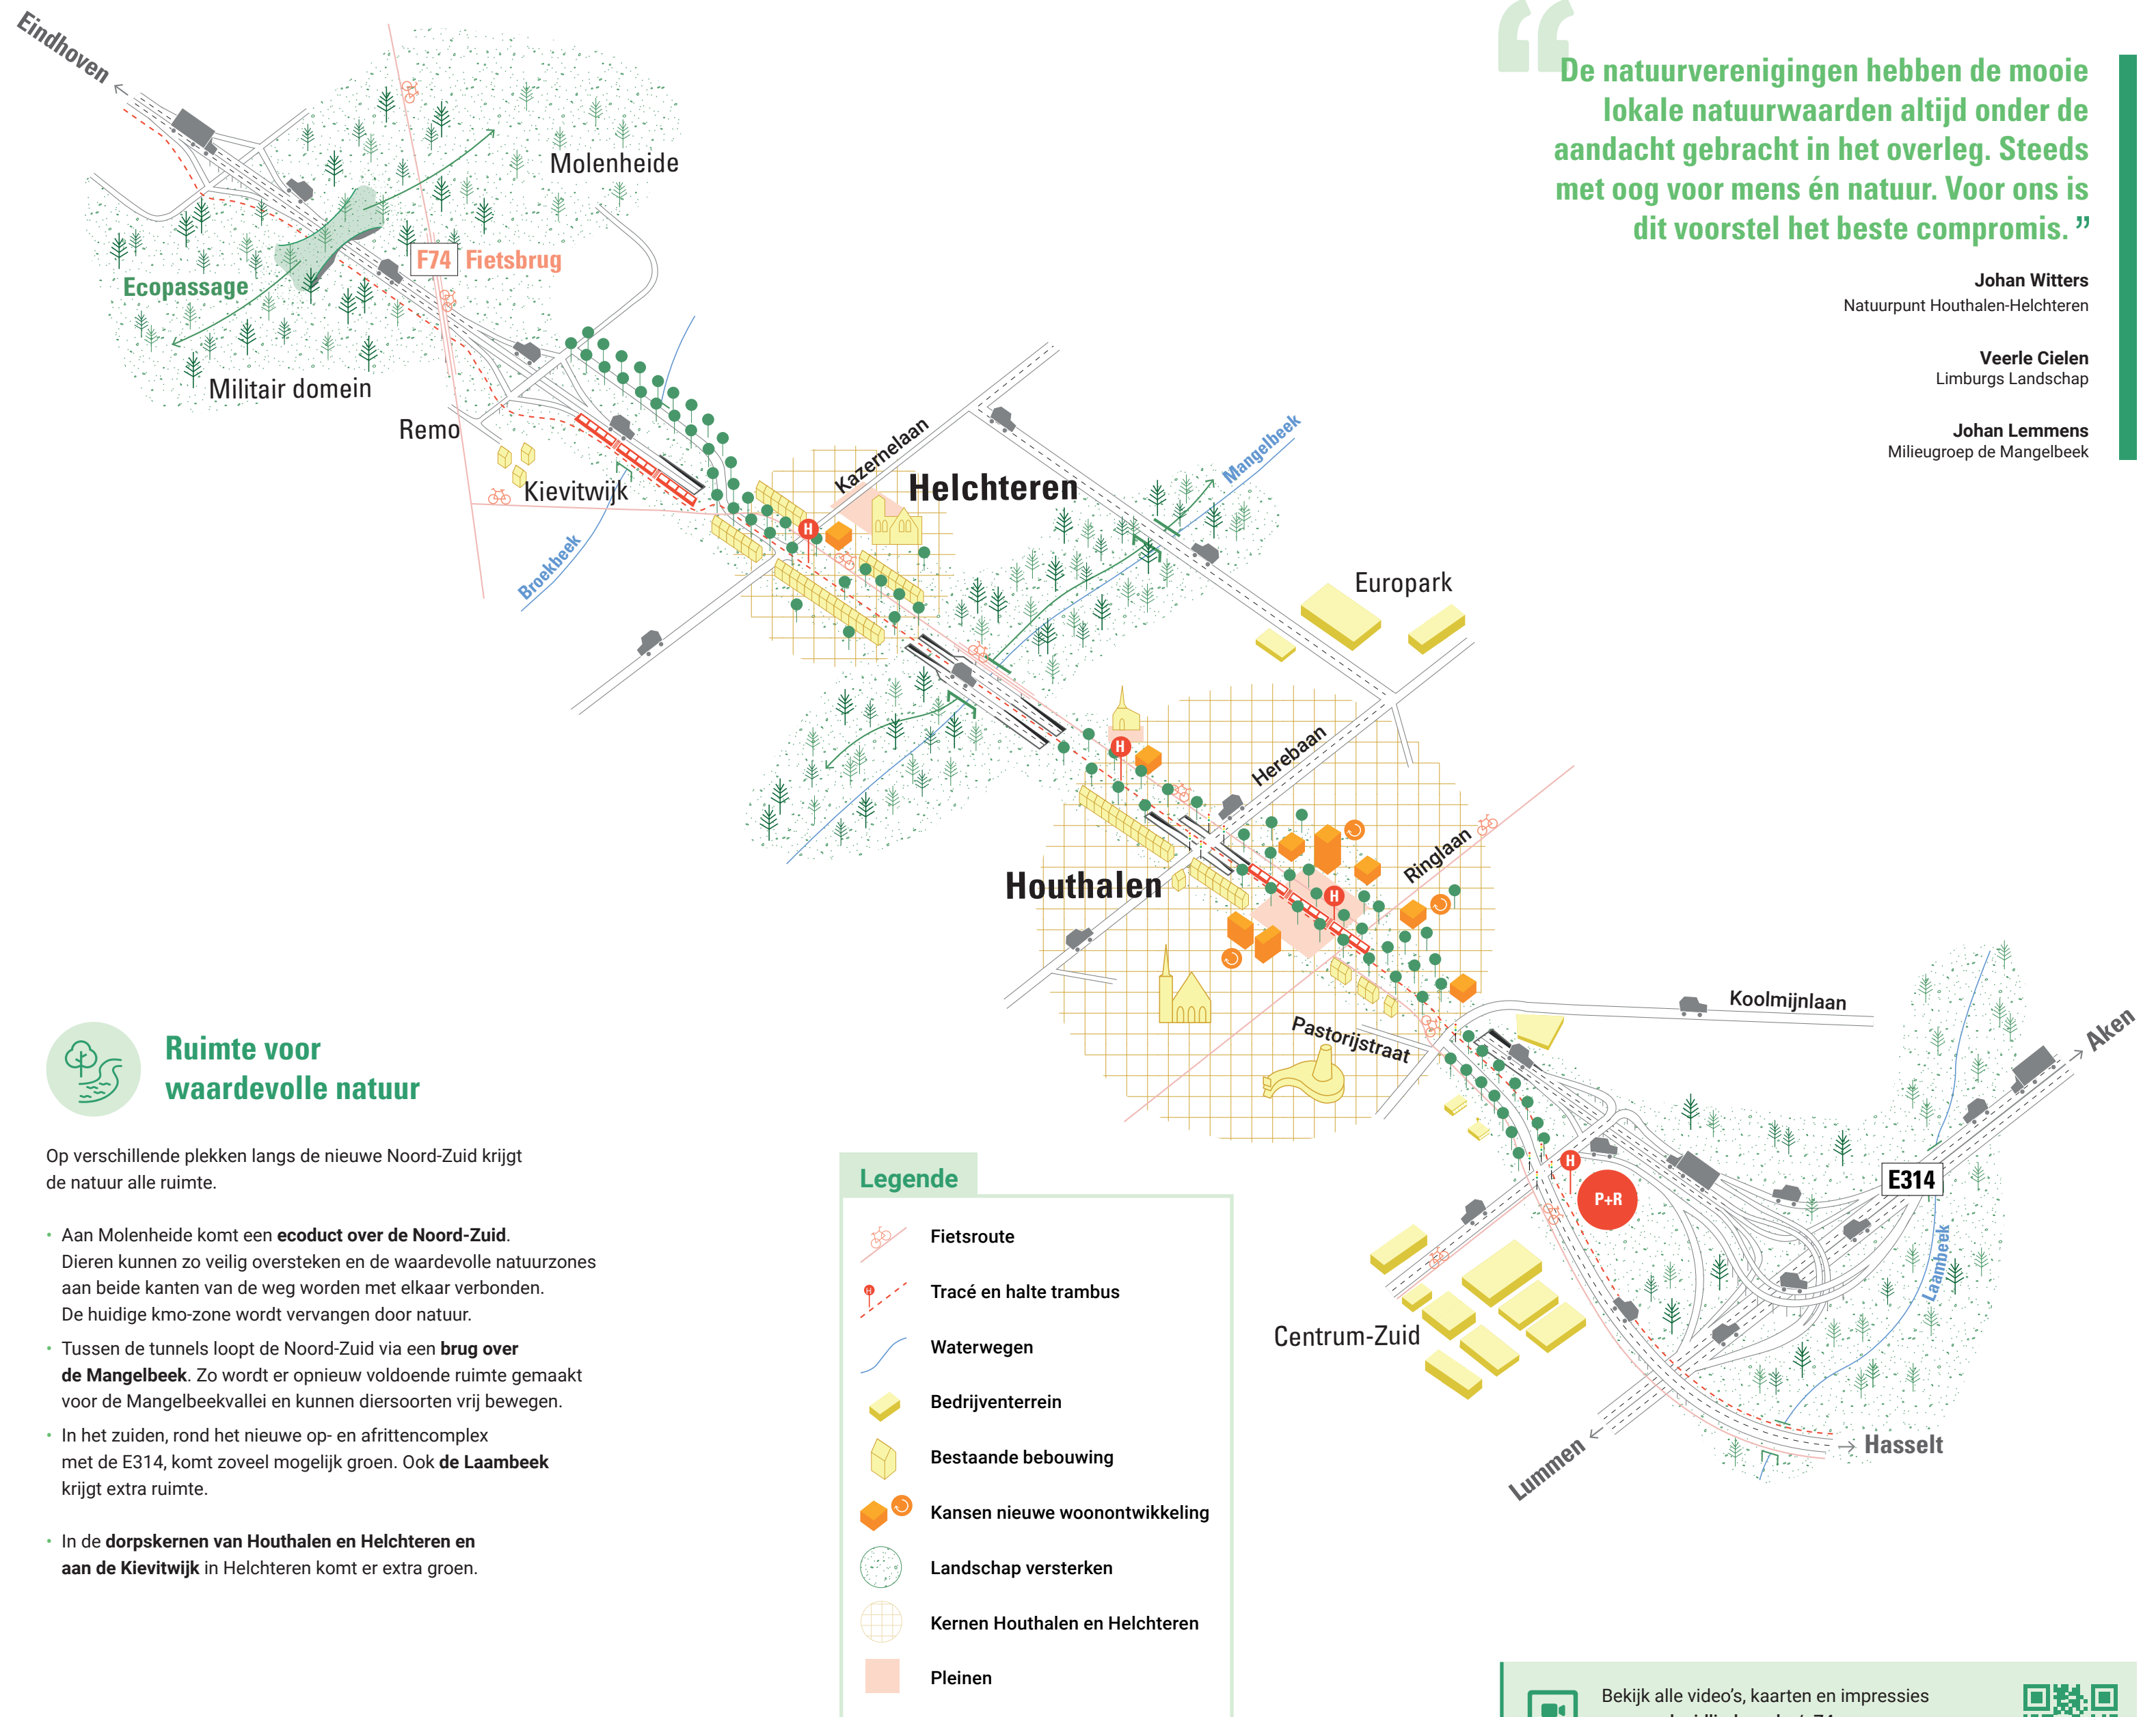 “
De natuurverenigingen hebben de mooie
lokale natuurwaarden altijd onder de
aandacht gebracht in het overleg. Steeds
met oog voor mens én natuur. Voor ons is
dit voorstel het beste compromis. ”
Johan Witters
Natuurpunt Houthalen-Helchteren
Veerle Cielen
Limburgs Landschap
Johan Lemmens
Milieugroep de Mangelbeek
Eindhoven
Molenheide
F74 Fietsbrug
Ecopassage
Militair domein
Remo
Kievitwijk
Broekbeek
Kazernelaan
Helchteren
Mangelbeek
H
Europark
H
Herebaan
Houthalen
Ringlaan
H
Pastorijstraat
Koolmijnlaan
Aken
E314
H
P+R
Laambeek
Centrum-Zuid
Hasselt
Lummen
Ruimte voor
waardevolle natuur
Op verschillende plekken langs de nieuwe Noord-Zuid krijgt
de natuur alle ruimte.
• Aan Molenheide komt een ecoduct over de Noord-Zuid.
Dieren kunnen zo veilig oversteken en de waardevolle natuurzones
aan beide kanten van de weg worden met elkaar verbonden.
De huidige kmo-zone wordt vervangen door natuur.
• Tussen de tunnels loopt de Noord-Zuid via een brug over
de Mangelbeek. Zo wordt er opnieuw voldoende ruimte gemaakt
voor de Mangelbeekvallei en kunnen diersoorten vrij bewegen.
• In het zuiden, rond het nieuwe op- en afrittencomplex
met de E314, komt zoveel mogelijk groen. Ook de Laambeek
krijgt extra ruimte.
• In de dorpskernen van Houthalen en Helchteren en
aan de Kievitwijk in Helchteren komt er extra groen.
Legende
Fietsroute
H
Tracé en halte trambus
Waterwegen
Bedrijventerrein
Bestaande bebouwing
Kansen nieuwe woonontwikkeling
Landschap versterken
Kernen Houthalen en Helchteren
Pleinen
Bekijk alle video’s, kaarten en impressies